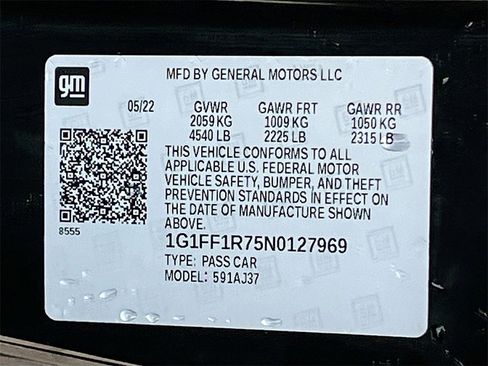 gm
MFD BY GENERAL MOTORS LLC
05/22 GVWR GAWR FRT GAWR RR
2059 KG 1009 KG 1050 KG
4540 LB 2225 LB 2315 LB
THIS VEHICLE CONFORMS TO ALL
APPLICABLE U.S. FEDERAL MOTOR
VEHICLE SAFETY, BUMPER, AND THEFT
PREVENTION STANDARDS IN EFFECT ON
THE DATE OF MANUFACTURE SHOWN
ABOVE.
8555
1G1FF1R75N0127969
TYPE: PASS CAR
MODEL: 591AJ37